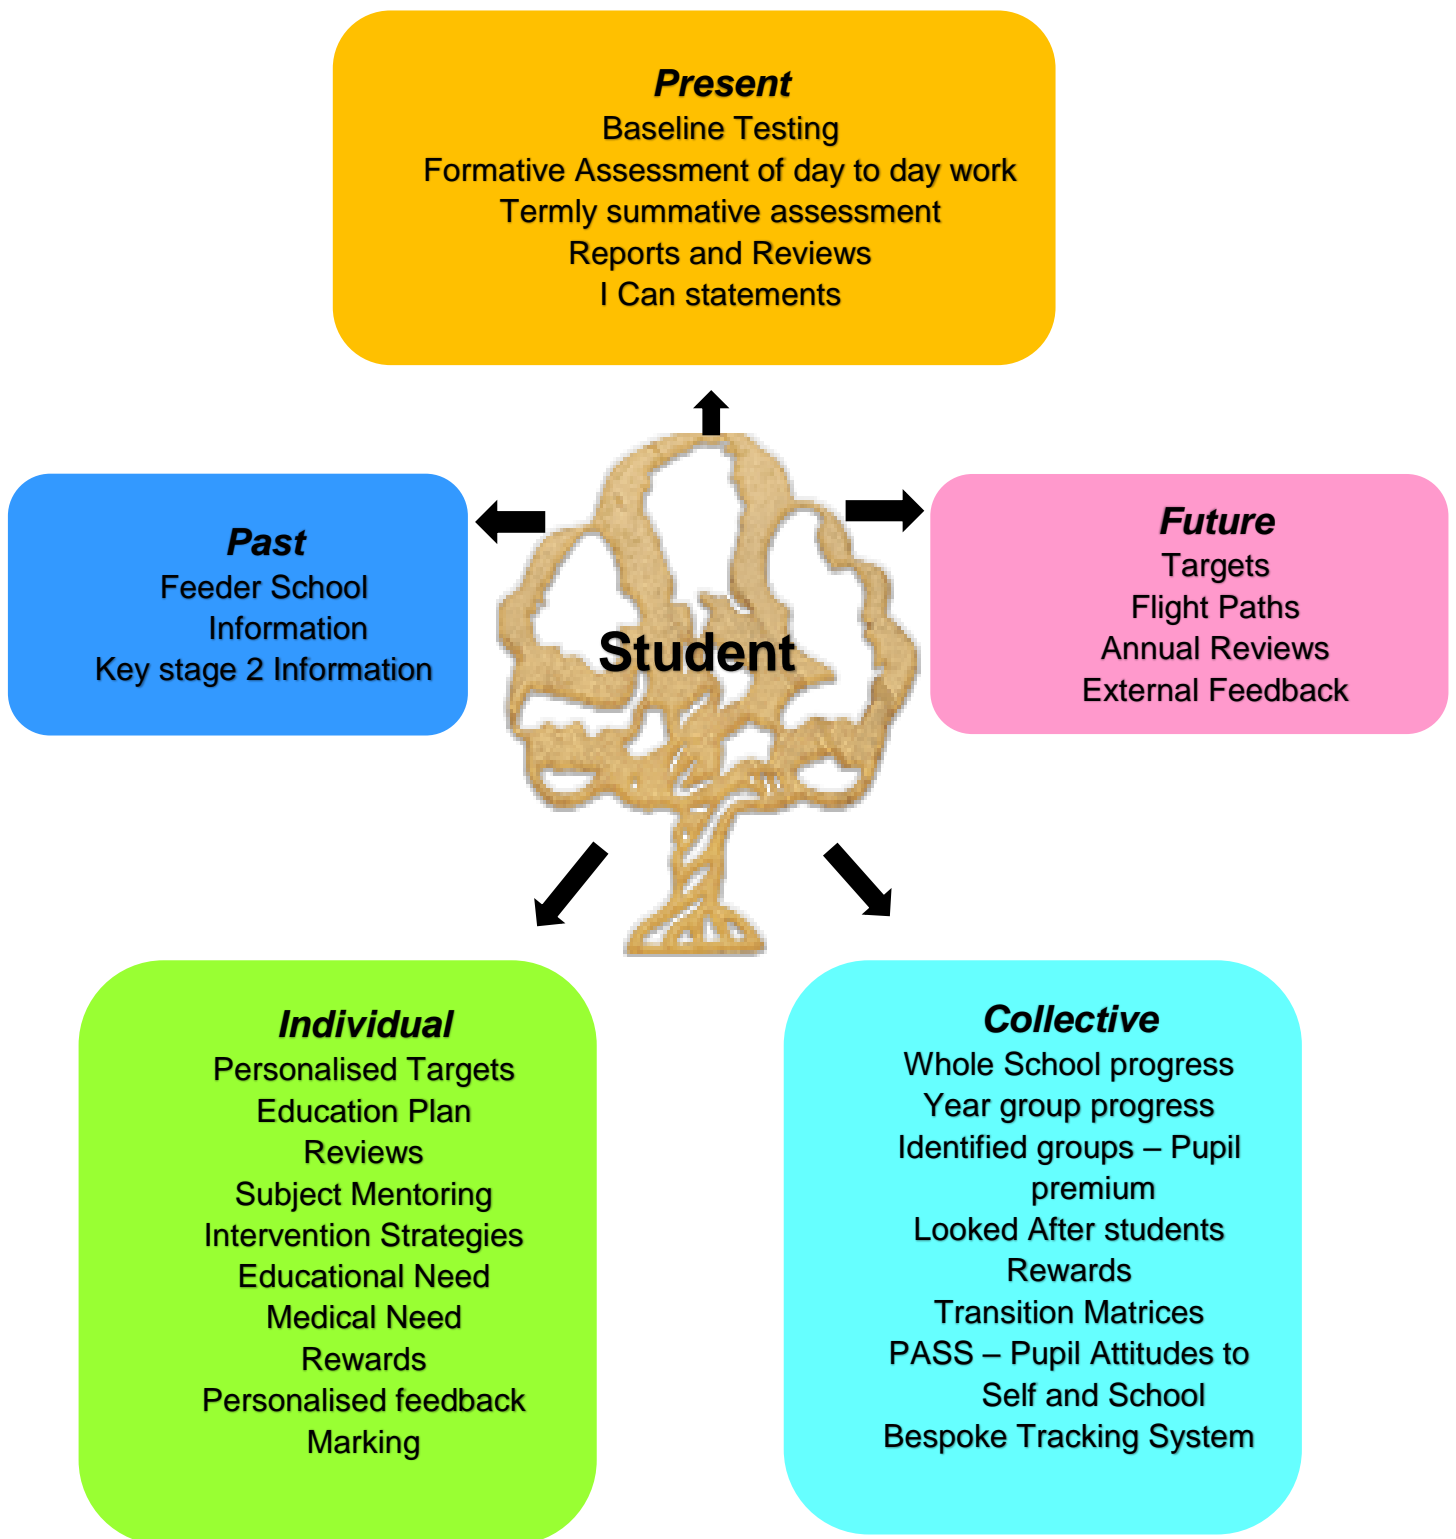 Present
Baseline Testing
Formative Assessment of day to day work
Termly summative assessment
Reports and Reviews
I Can statements
Past
Feeder School
Information
Key stage 2 Information
Student
Future
Targets
Flight Paths
Annual Reviews
External Feedback
Individual
Personalised Targets
Education Plan
Reviews
Subject Mentoring
Intervention Strategies
Educational Need
Medical Need
Rewards
Personalised feedback
Marking
Collective
Whole School progress
Year group progress
Identified groups – Pupil
premium
Looked After students
Rewards
Transition Matrices
PASS – Pupil Attitudes to
Self and School
Bespoke Tracking System